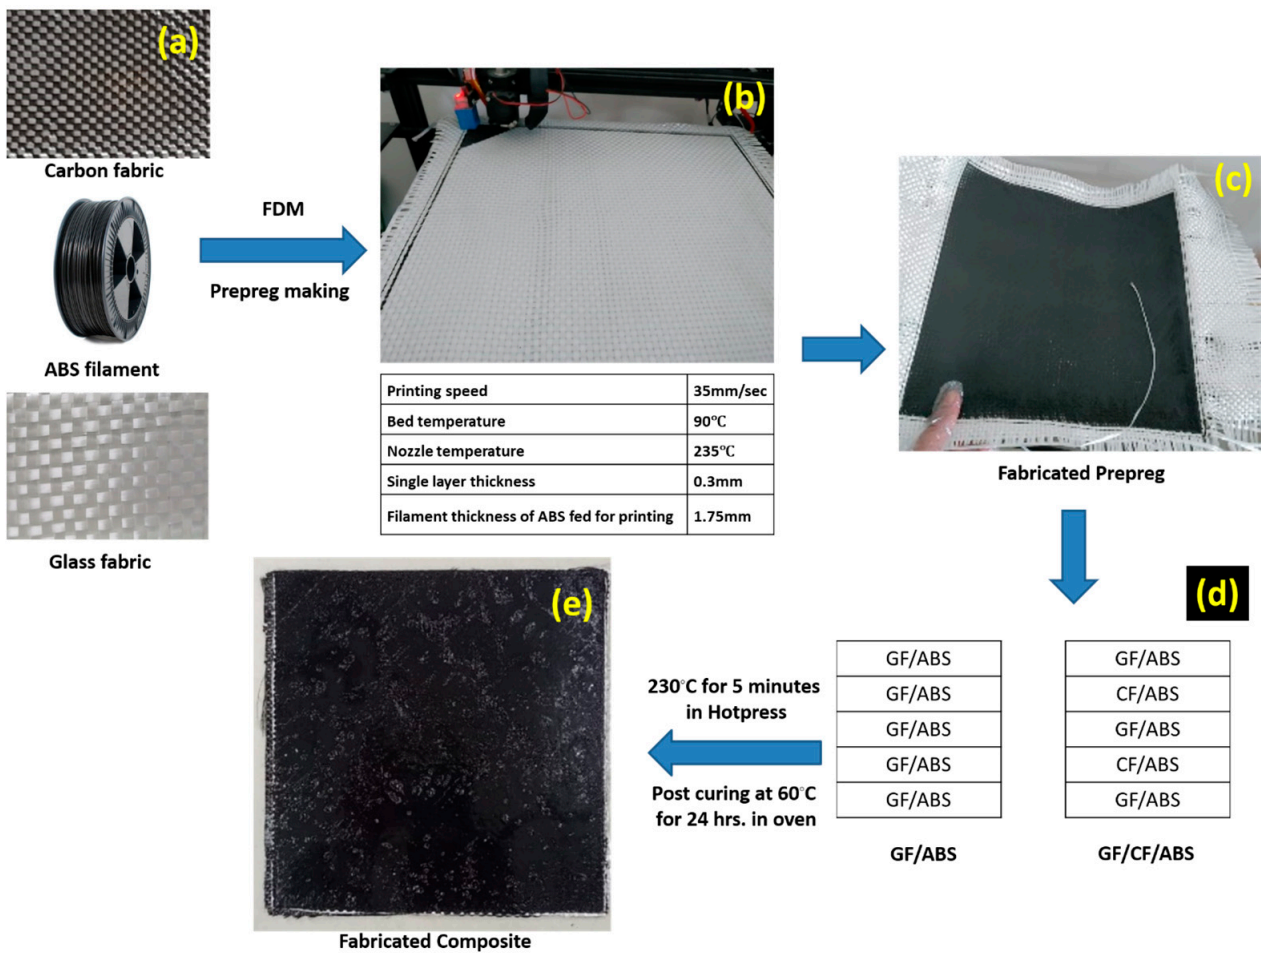 (a)
Carbon fabric
ABS filament
Glass fabric
FDM
Prepreg making
(b)
Printing speed 35mm/sec
Bed temperature 90℃
Nozzle temperature 235℃
Single layer thickness 0.3mm
Filament thickness of ABS fed for printing 1.75mm
(c)
Fabricated Prepreg
(d)
GF/ABS
GF/ABS
GF/ABS
GF/ABS
GF/ABS
GF/ABS
GF/ABS
CF/ABS
GF/ABS
CF/ABS
GF/ABS
GF/CF/ABS
230°C for 5 minutes
in Hotpress
Post curing at 60°C
for 24 hrs. in oven
(e)
Fabricated Composite